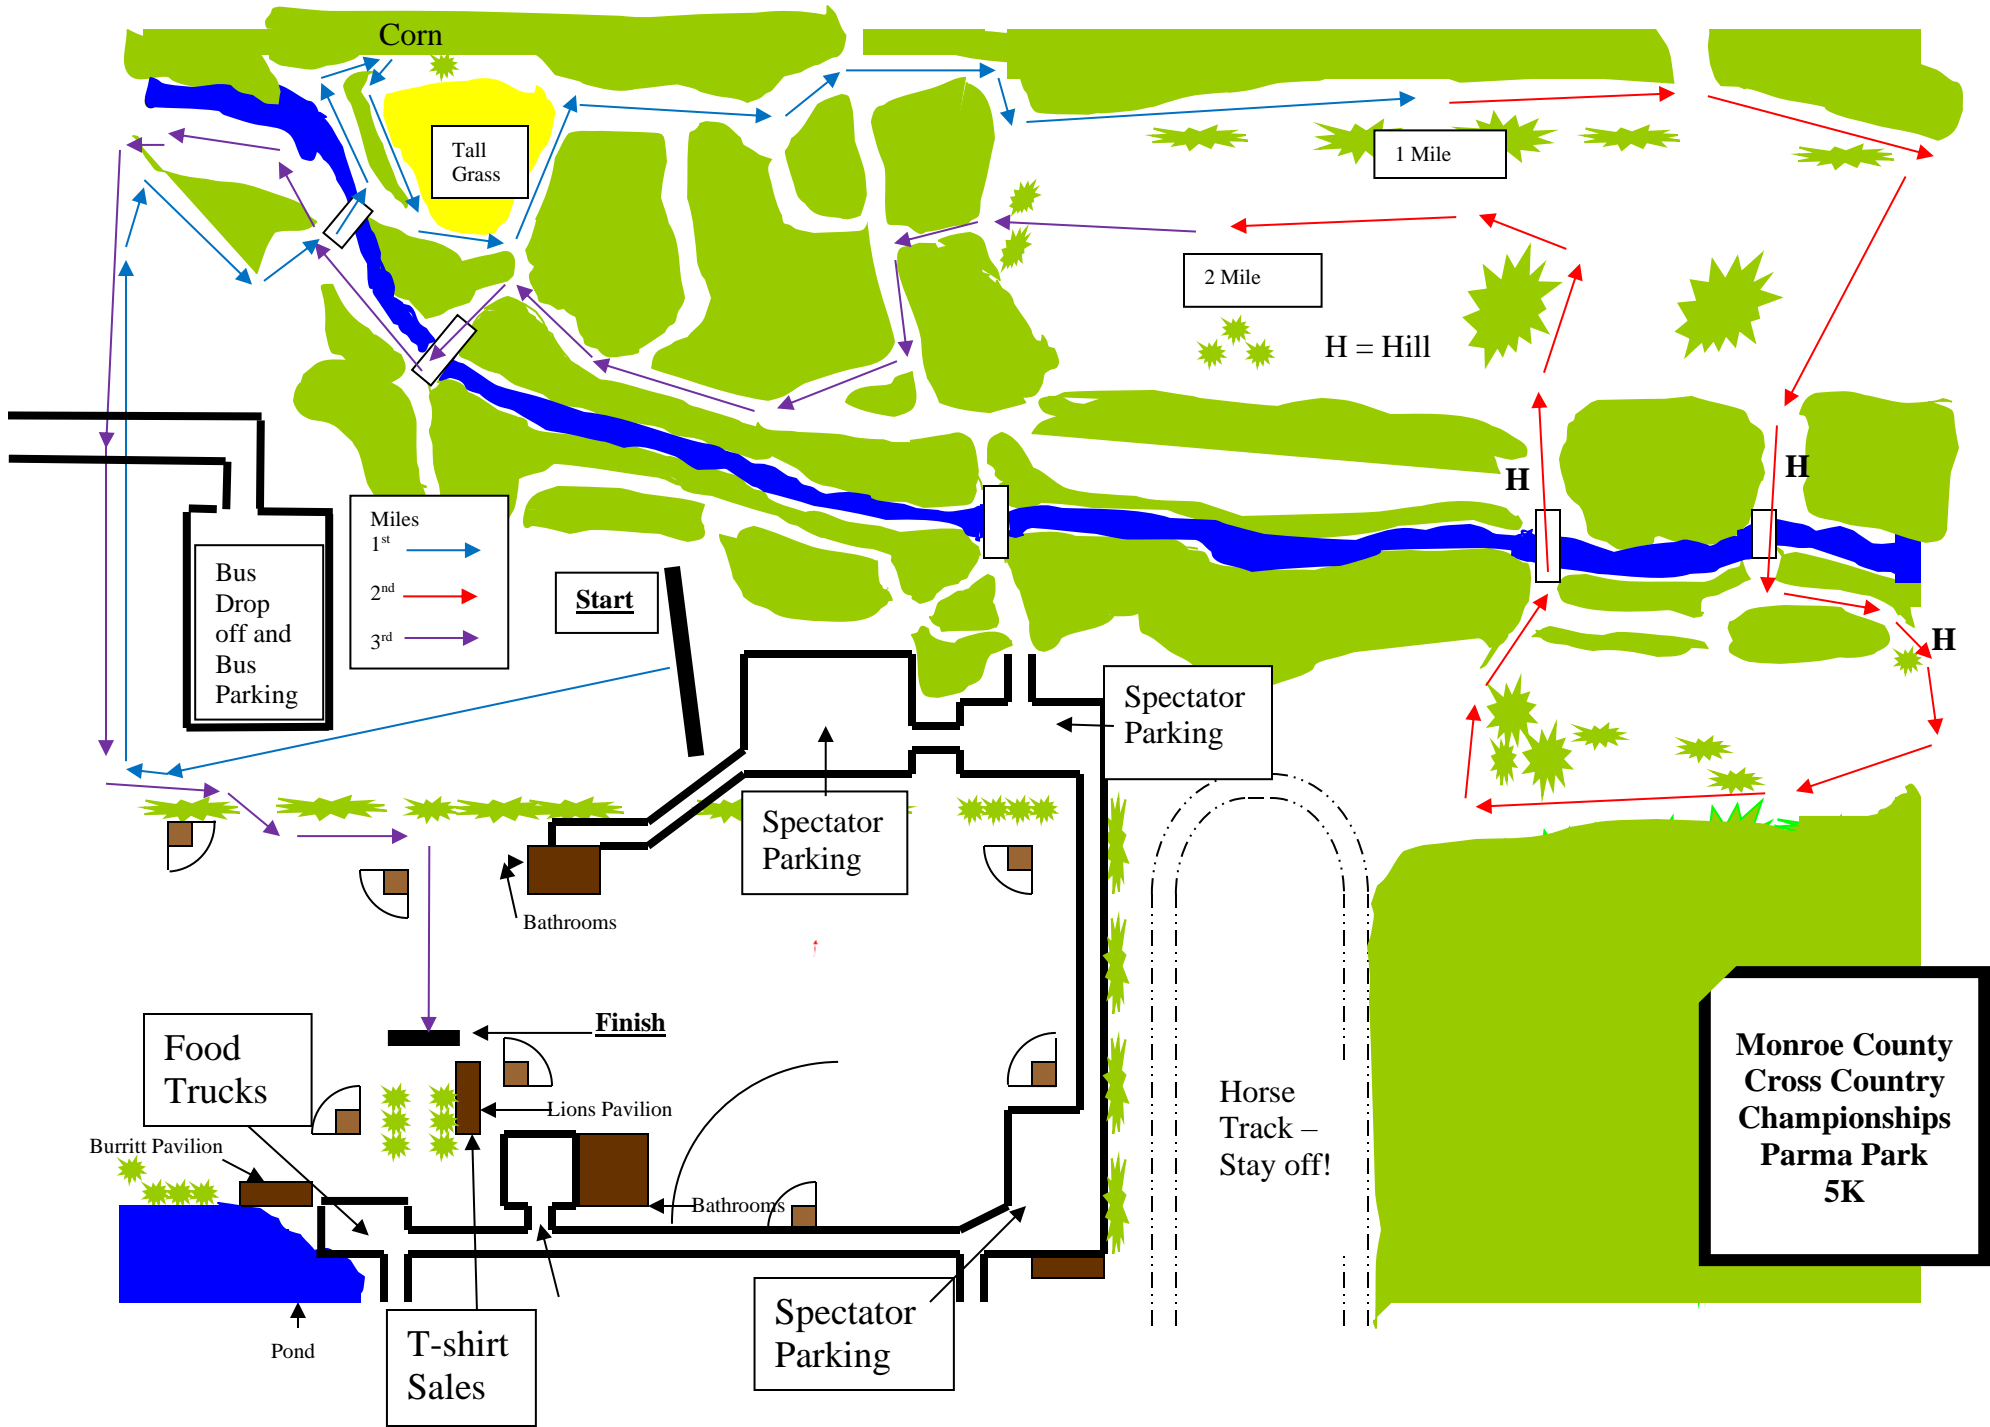 Corn
Tall
Grass
1 Mile
2 Mile
H = Hill
H
H
H
Miles
1st
2nd
3rd
Bus
Drop
off and
Bus
Parking
Start
Spectator
Parking
Spectator
Parking
Bathrooms
Finish
Food
Trucks
Lions Pavilion
Burritt Pavilion
Bathrooms
Horse
Track –
Stay off!
Monroe County
Cross Country
Championships
Parma Park
5K
Pond
T-shirt
Sales
Spectator
Parking